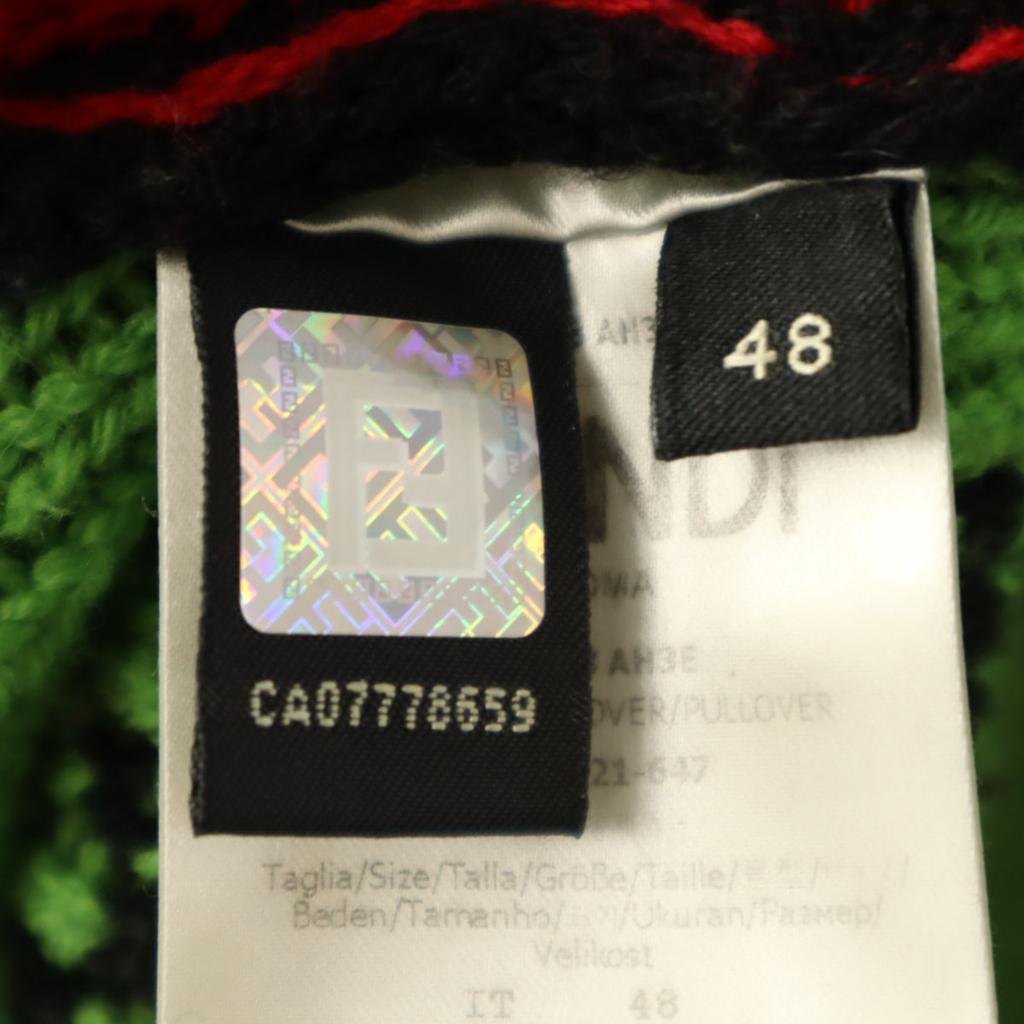 48
AH3
NDI
OMA
AH3E
OVER/PULLOVER
CA07778659
21-647
Taglia/Size/Talla/Größe/Taille/
Beden/Tamanho/ /Ukuran/Размер/
Velikost
IT 48